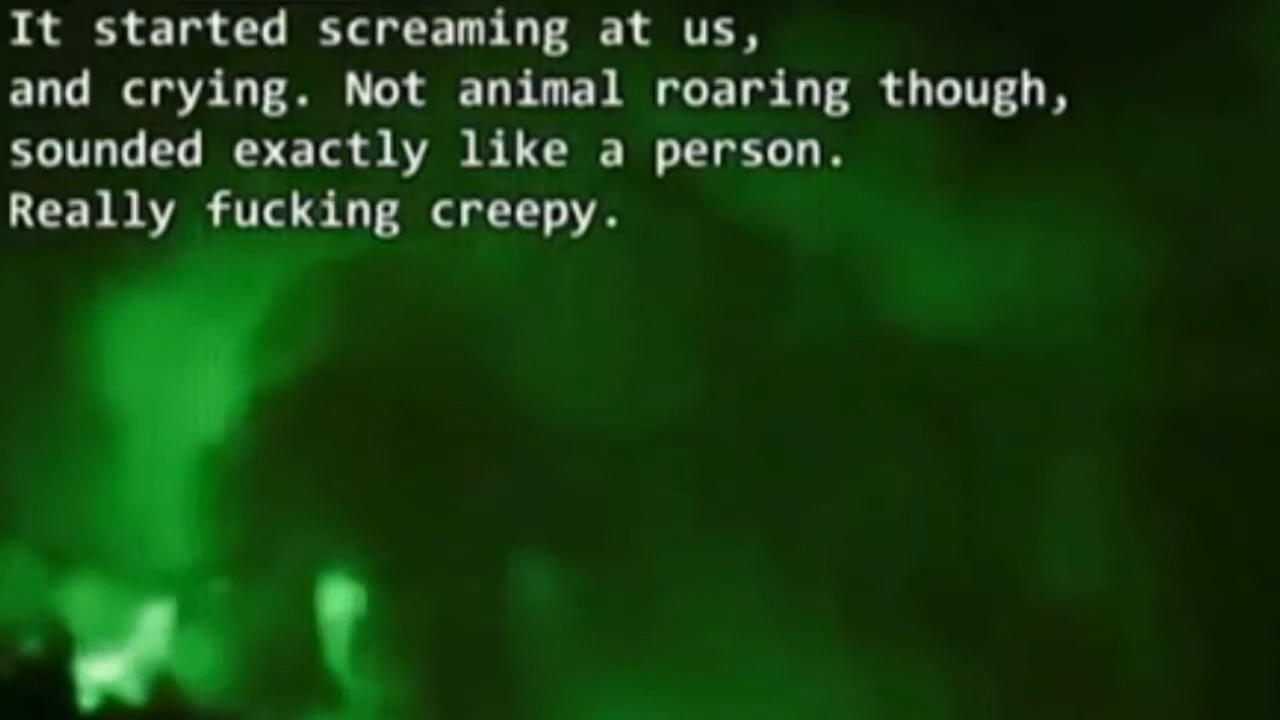 It started screaming at us,
and crying. Not animal roaring though,
sounded exactly like a person.
Really fucking creepy.